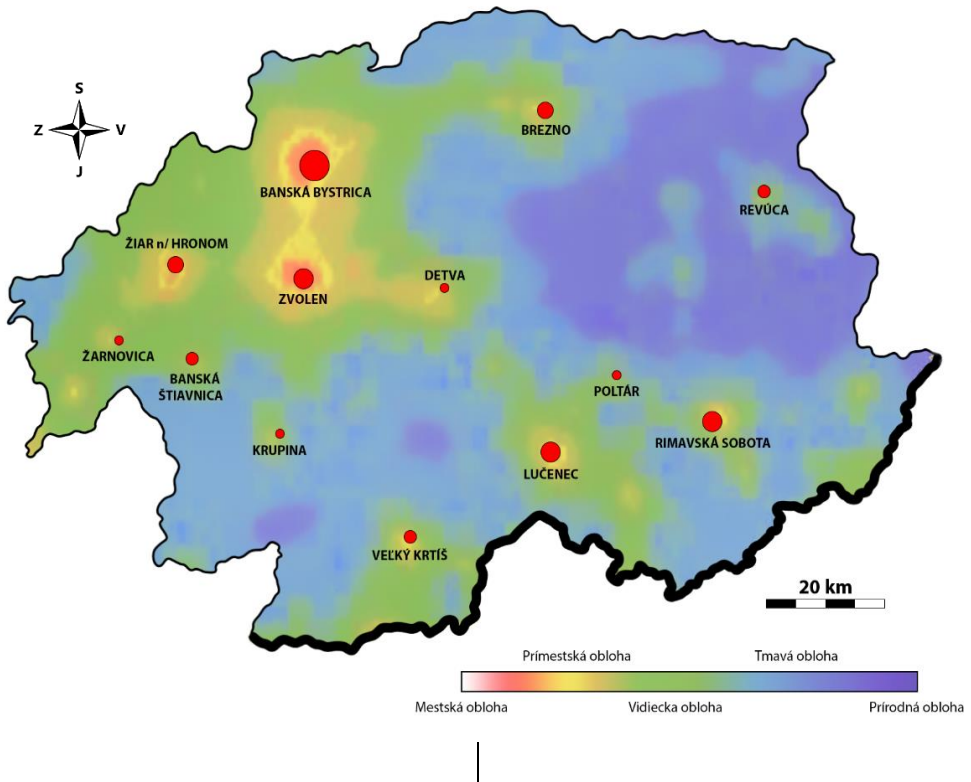 S
Z
V
J
BREZNO
BANSKÁ BYSTRICA
REVÚCA
ŽIAR n/ HRONOM
DETVA
ZVOLEN
ŽARNOVICA
BANSKÁ
ŠTIAVNICA
POLTÁR
KRUPINA
RIMAVSKÁ SOBOTA
LUČENEC
VEĽKÝ KRTÍŠ
20 km
Prímestská obloha
Tmavá obloha
Mestská obloha
Vidiecka obloha
Prírodná obloha